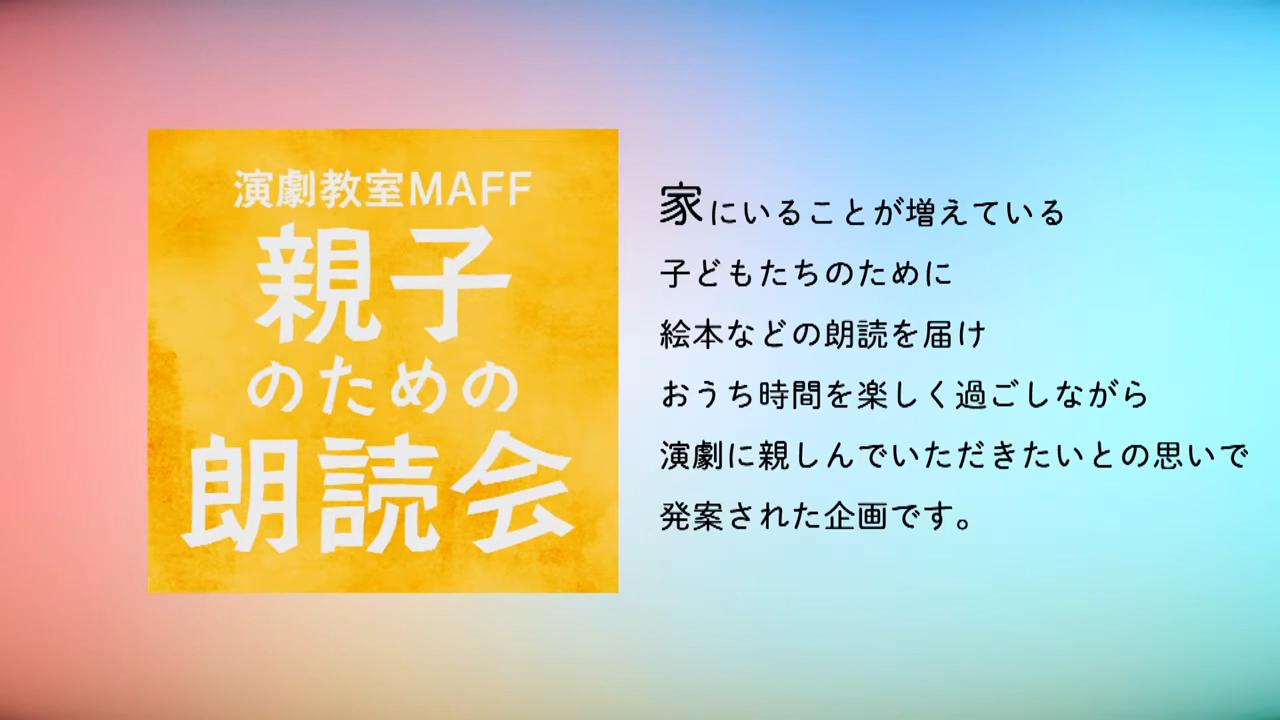 演劇教室MAFF
親子
のための
朗読会
家にいることが増えている
子どもたちのために
絵本などの朗読を届け
おうち時間を楽しく過ごしながら
演劇に親しんでいただきたいとの思いで
発案された企画です。